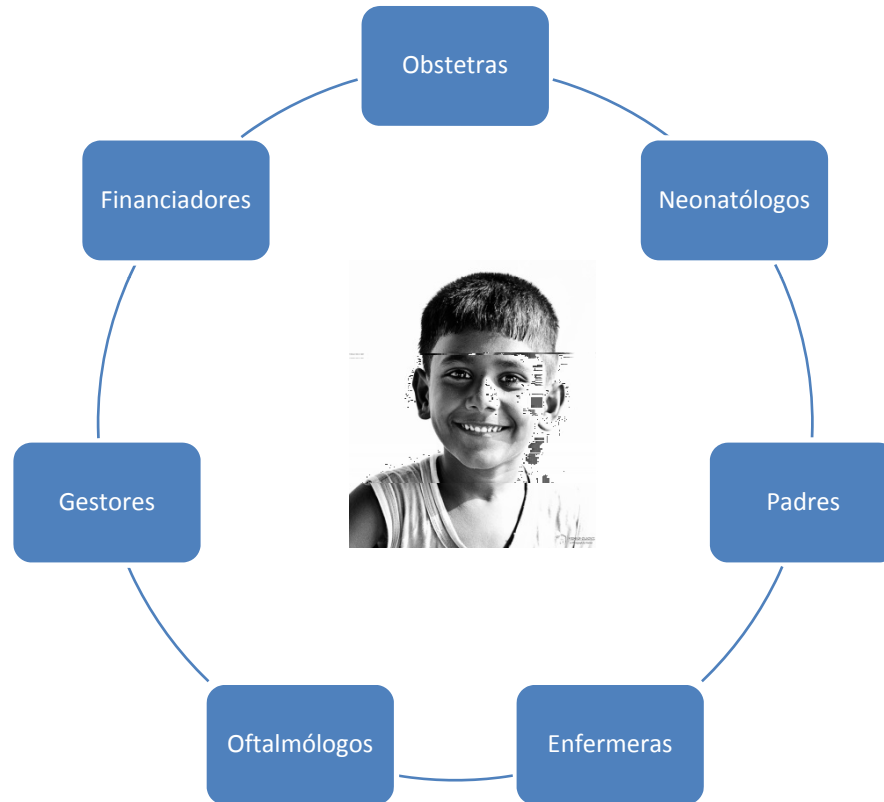 Obstetras
Financiadores
Neonatólogos
Gestores
Padres
Oftalmólogos
Enfermeras